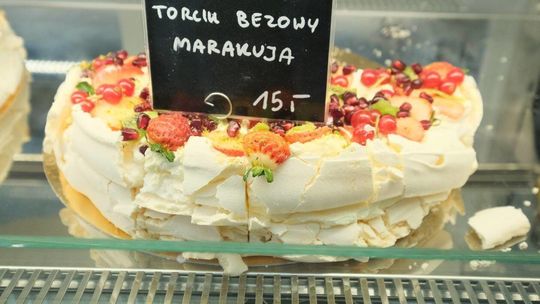 TORCIK BEZOWY
MARAKUJA
15,-